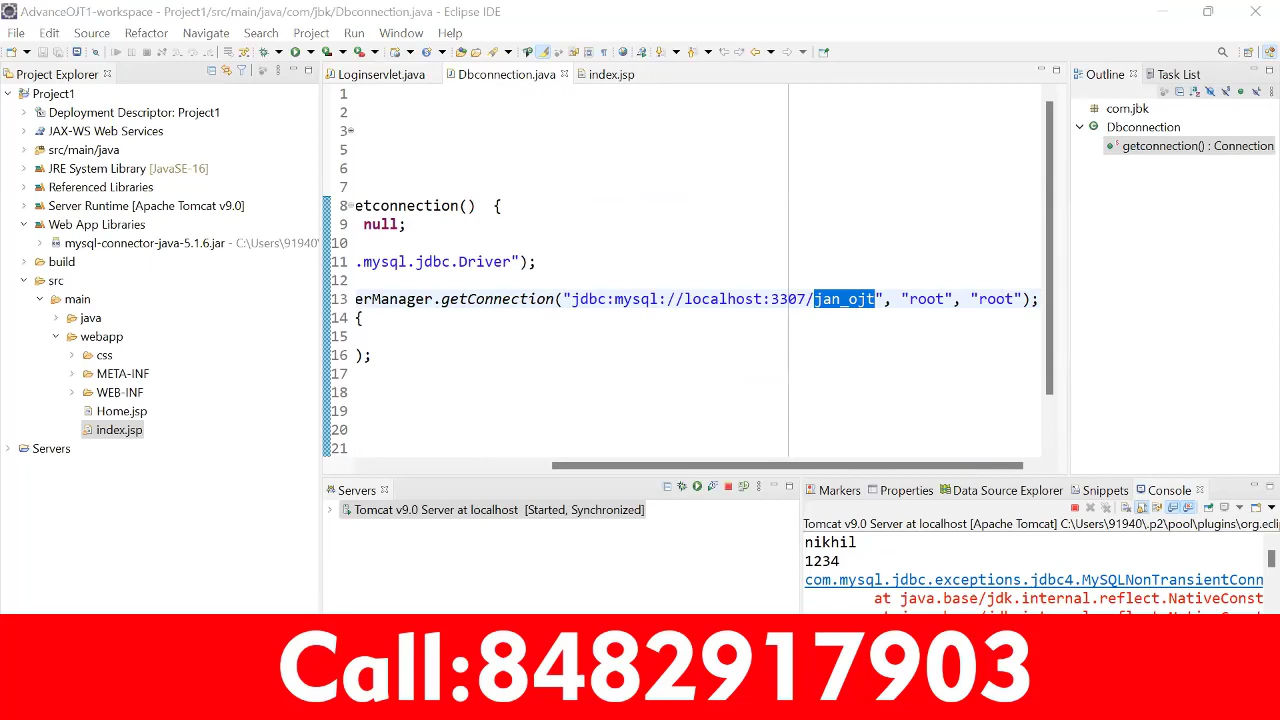 AdvanceOJT1-workspace - Project1/src/main/java/com/jbk/Dbconnection.java - Eclipse IDE
File Edit Source Refactor Navigate Search Project Run Window Help
Project Explorer
Project1
Deployment Descriptor: Project1
JAX-WS Web Services
src/main/java
JRE System Library [JavaSE-16]
Referenced Libraries
Server Runtime [Apache Tomcat v9.0]
Web App Libraries
mysql-connector-java-5.1.6.jar - C:\Users\91940\
build
src
main
java
webapp
css
META-INF
WEB-INF
Home.jsp
index.jsp
Servers
Loginservlet.java Dbconnection.java index.jsp
1
2
3
5
6
7
8 etconnection() {
9 null;
10
11 .mysql.jdbc.Driver");
12
13 erManager.getConnection("jdbc:mysql://localhost:3307/jan_ojt", "root", "root");
14 {
15
16 );
17
18
19
20
21
Outline Task List
com.jbk
Dbconnection
getconnection() : Connection
Servers
Tomcat v9.0 Server at localhost [Started, Synchronized]
Markers Properties Data Source Explorer Snippets Console
Tomcat v9.0 Server at localhost [Apache Tomcat] C:\Users\91940\.p2\pool\plugins\org.ecli
nikhil
1234
com.mysql.jdbc.exceptions.jdbc4.MySQLNonTransientConn
at java.base/jdk.internal.reflect.NativeConst
Call:8482917903